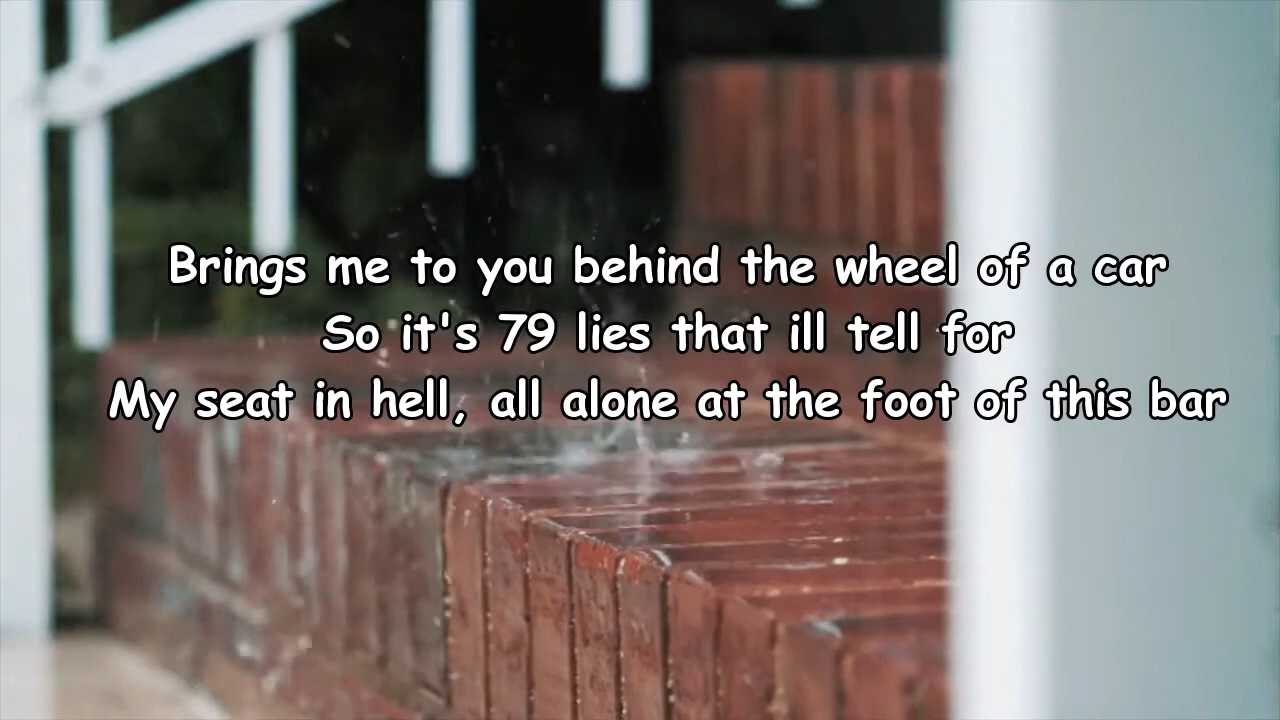 Brings me to you behind the wheel of a car
So it's 79 lies that ill tell for
My seat in hell, all alone at the foot of this bar